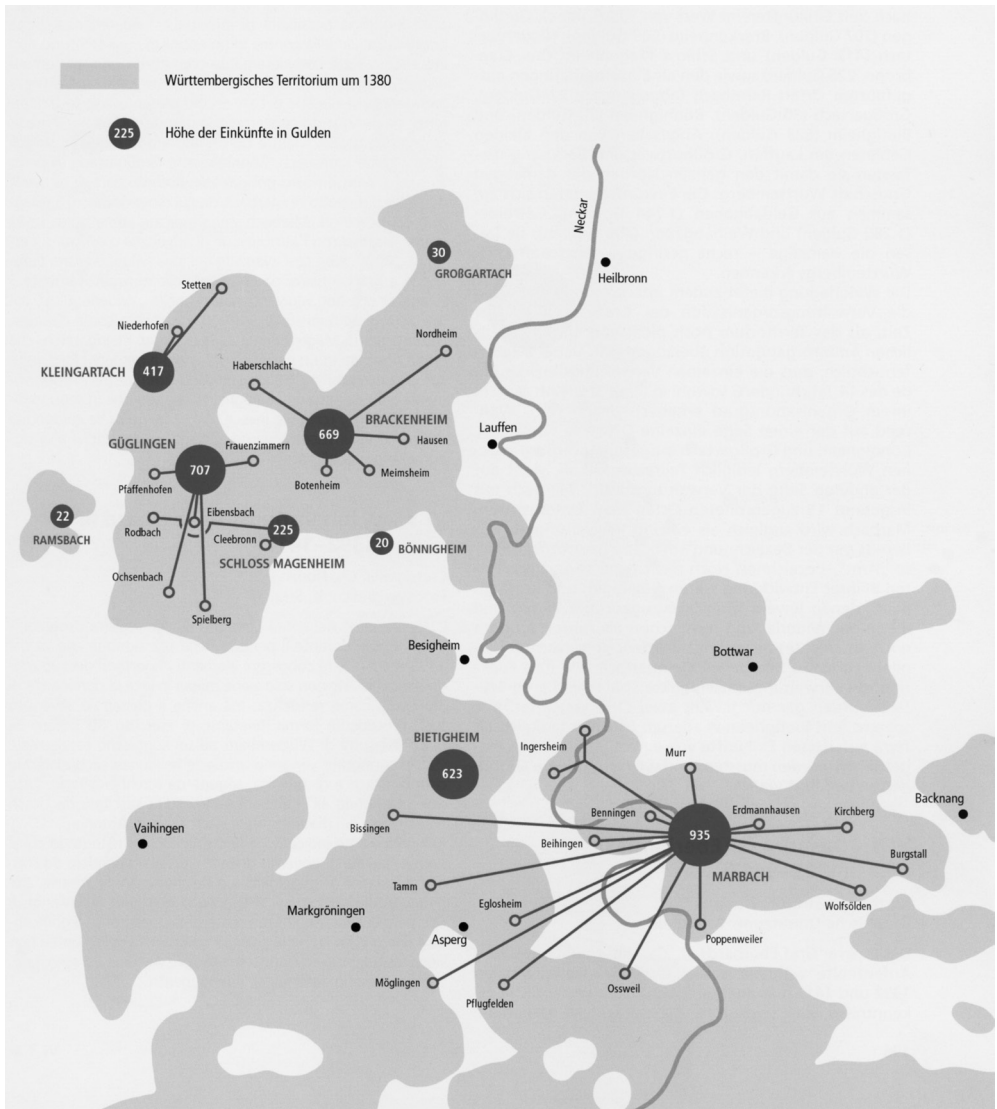 Württembergisches Territorium um 1380
225
Höhe der Einkünfte in Gulden
Neckar
30
GROßGARTACH
Heilbronn
Stetten
Niederhofen
KLEINGARTACH
417
Nordheim
Haberschlacht
BRACKENHEIM
669
Hausen
Lauffen
GÜGLINGEN
Frauenzimmern
707
Pfaffenhofen
Botenheim
Meimsheim
22
RAMSBACH
Rodbach
Eibensbach
Cleebronn
225
SCHLOSS MAGENHEIM
20
BÖNNIGHEIM
Ochsenbach
Spielberg
Besigheim
Bottwar
BIETIGHEIM
623
Ingersheim
Murr
Bissingen
Benningen
Beihingen
Erdmannhausen
Kirchberg
Backnang
Vaihingen
935
MARBACH
Burgstall
Wolfsölden
Tamm
Eglosheim
Markgröningen
Asperg
Poppenweiler
Möglingen
Pflugfelden
Ossweil